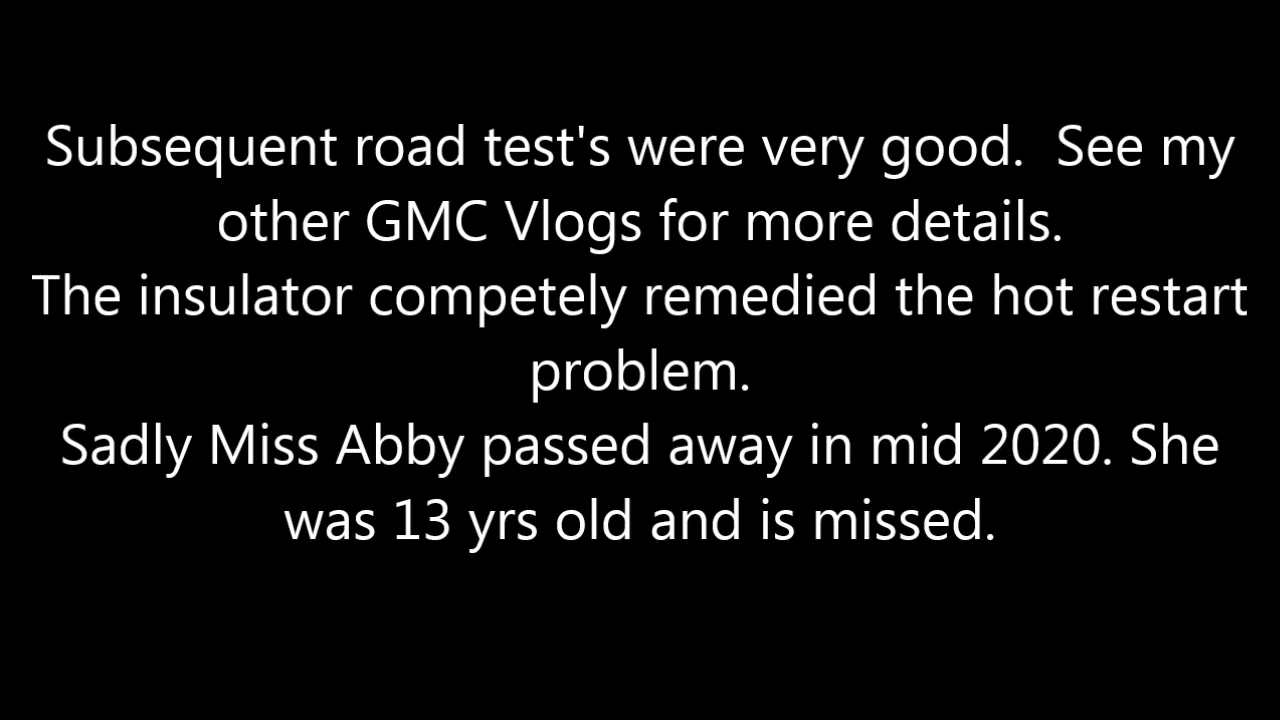 Subsequent road test's were very good.  See my
other GMC Vlogs for more details.
The insulator competely remedied the hot restart
problem.
Sadly Miss Abby passed away in mid 2020. She
was 13 yrs old and is missed.